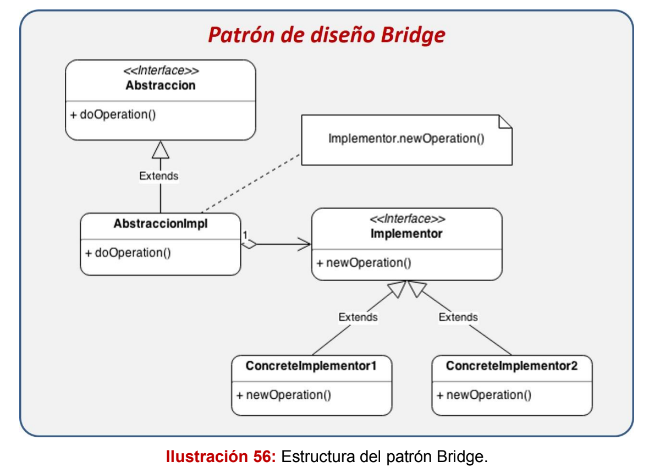 Patrón de diseño Bridge
<<Interface>>
Abstraccion
+ doOperation()
Implementor.newOperation()
Extends
AbstraccionImpl
+ doOperation()
1
<<Interface>>
Implementor
+ newOperation()
Extends
Extends
ConcreteImplementor1
+ newOperation()
ConcreteImplementor2
+ newOperation()
Ilustración 56: Estructura del patrón Bridge.